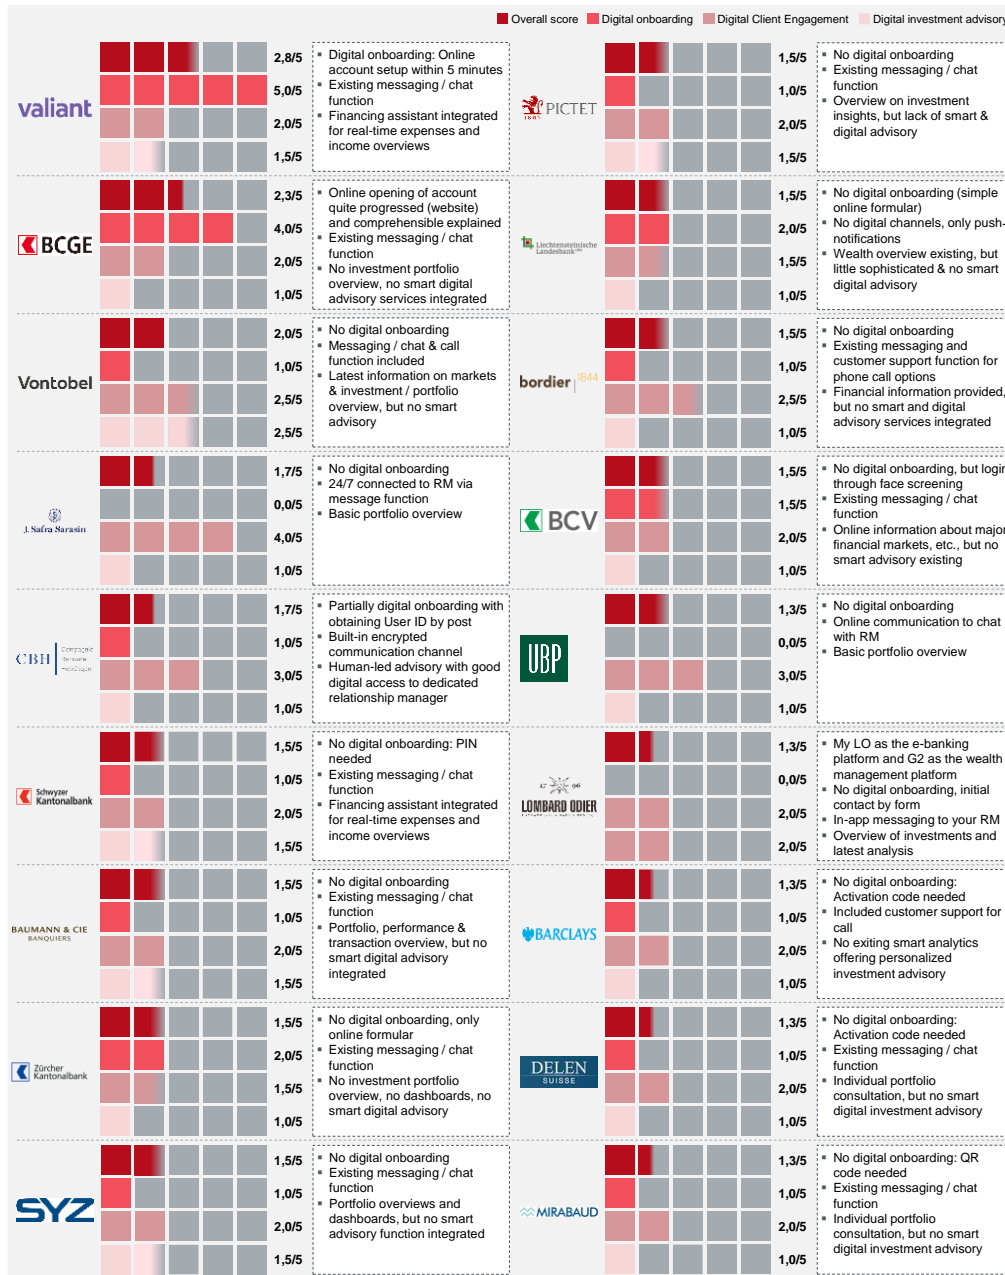 Overall score
Digital onboarding
Digital Client Engagement
Digital investment advisory
valiant
2,8/5
5,0/5
2,0/5
1,5/5
▪ Digital onboarding: Online
account setup within 5 minutes
▪ Existing messaging / chat
function
▪ Financing assistant integrated
for real-time expenses and
income overviews
1805 PICTET
1,5/5
1,0/5
2,0/5
1,5/5
▪ No digital onboarding
▪ Existing messaging / chat
function
▪ Overview on investment
insights, but lack of smart &
digital advisory
BCGE
2,3/5
4,0/5
2,0/5
1,0/5
▪ Online opening of account
quite progressed (website)
and comprehensible explained
▪ Existing messaging / chat
function
▪ No investment portfolio
overview, no smart digital
advisory services integrated
Liechtensteinische
Landesbank
1,5/5
2,0/5
1,5/5
1,0/5
▪ No digital onboarding (simple
online formular)
▪ No digital channels, only push-
notifications
▪ Wealth overview existing, but
little sophisticated & no smart
digital advisory
Vontobel
2,0/5
1,0/5
2,5/5
2,5/5
▪ No digital onboarding
▪ Messaging / chat & call
function included
▪ Latest information on markets
& investment / portfolio
overview, but no smart
advisory
bordier | 1844
1,5/5
1,0/5
2,5/5
1,0/5
▪ No digital onboarding
▪ Existing messaging and
customer support function for
phone call options
▪ Financial information provided,
but no smart and digital
advisory services integrated
J. Safra Sarasin
1,7/5
0,0/5
4,0/5
1,0/5
▪ No digital onboarding
▪ 24/7 connected to RM via
message function
▪ Basic portfolio overview
BCV
1,5/5
1,5/5
2,0/5
1,0/5
▪ No digital onboarding, but login
through face screening
▪ Existing messaging / chat
function
▪ Online information about major
financial markets, etc., but no
smart advisory existing
CBH
Compagnie
Bancaire
Helvétique
1,7/5
1,0/5
3,0/5
1,0/5
▪ Partially digital onboarding with
obtaining User ID by post
▪ Built-in encrypted
communication channel
▪ Human-led advisory with good
digital access to dedicated
relationship manager
UBP
1,3/5
0,0/5
3,0/5
1,0/5
▪ No digital onboarding
▪ Online communication to chat
with RM
▪ Basic portfolio overview
Schwyzer
Kantonalbank
1,5/5
1,0/5
2,0/5
1,5/5
▪ No digital onboarding: PIN
needed
▪ Existing messaging / chat
function
▪ Financing assistant integrated
for real-time expenses and
income overviews
17 96
LOMBARD ODIER
1,3/5
0,0/5
2,0/5
2,0/5
▪ My LO as the e-banking
platform and G2 as the wealth
management platform
▪ No digital onboarding, initial
contact by form
▪ In-app messaging to your RM
▪ Overview of investments and
latest analysis
BAUMANN & CIE
BANQUIERS
1,5/5
1,0/5
2,0/5
1,5/5
▪ No digital onboarding
▪ Existing messaging / chat
function
▪ Portfolio, performance &
transaction overview, but no
smart digital advisory
integrated
BARCLAYS
1,3/5
1,0/5
2,0/5
1,0/5
▪ No digital onboarding:
Activation code needed
▪ Included customer support for
call
▪ No exiting smart analytics
offering personalized
investment advisory
Zürcher
Kantonalbank
1,5/5
2,0/5
1,5/5
1,0/5
▪ No digital onboarding, only
online formular
▪ Existing messaging / chat
function
▪ No investment portfolio
overview, no dashboards, no
smart digital advisory
DELEN
SUISSE
1,3/5
1,0/5
2,0/5
1,0/5
▪ No digital onboarding:
Activation code needed
▪ Existing messaging / chat
function
▪ Individual portfolio
consultation, but no smart
digital investment advisory
SYZ
1,5/5
1,0/5
2,0/5
1,5/5
▪ No digital onboarding
▪ Existing messaging / chat
function
▪ Portfolio overviews and
dashboards, but no smart
advisory function integrated
MIRABAUD
1,3/5
1,0/5
2,0/5
1,0/5
▪ No digital onboarding: QR
code needed
▪ Existing messaging / chat
function
▪ Individual portfolio
consultation, but no smart
digital investment advisory